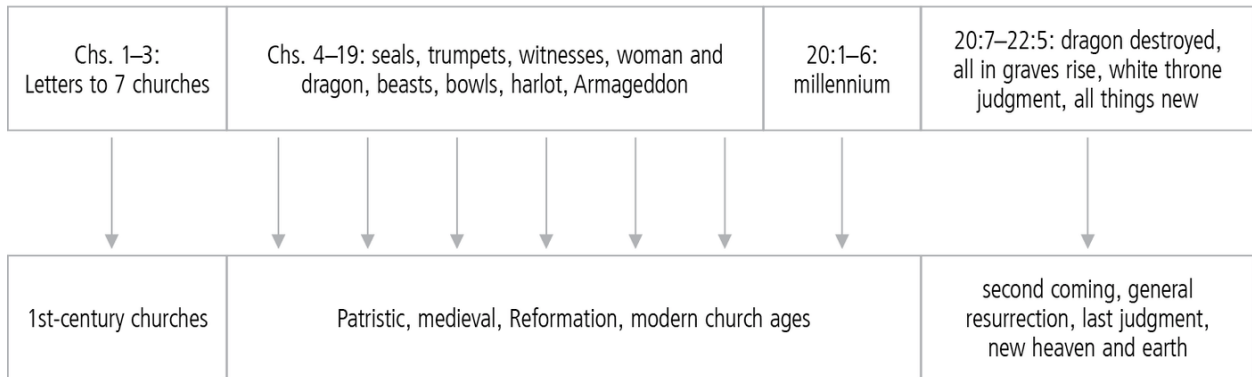 Chs. 1–3:
Letters to 7 churches
Chs. 4–19: seals, trumpets, witnesses, woman and
dragon, beasts, bowls, harlot, Armageddon
20:1–6:
millennium
20:7–22:5: dragon destroyed,
all in graves rise, white throne
judgment, all things new
1st-century churches
Patristic, medieval, Reformation, modern church ages
second coming, general
resurrection, last judgment,
new heaven and earth